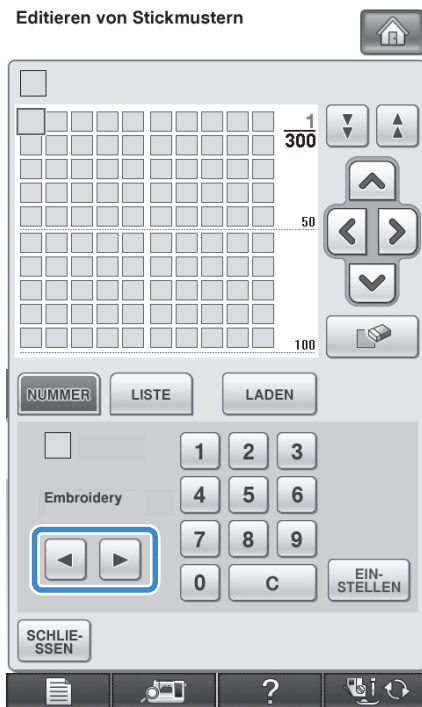 Editieren von Stickmustern
1
300
50
100
NUMMER LISTE LADEN
1 2 3
Embroidery
4 5 6
7 8 9
0 C
EIN-
STELLEN
SCHLIE-
SSEN
?